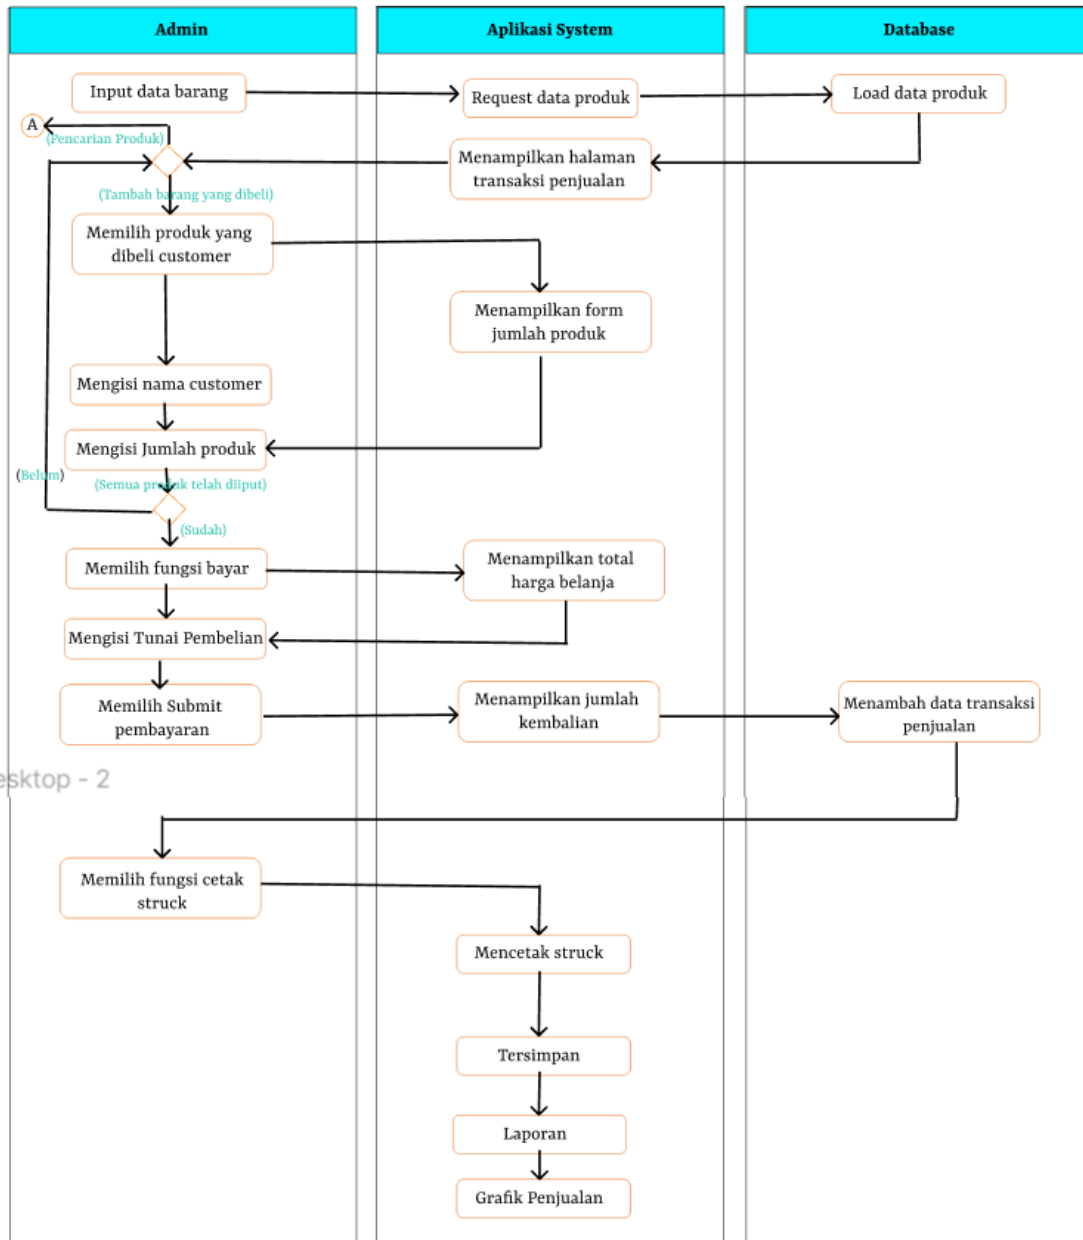 Admin
Aplikasi System
Database
Input data barang
Request data produk
Load data produk
A
(Pencarian Produk)
Menampilkan halaman
transaksi penjualan
(Tambah barang yang dibeli)
Memilih produk yang
dibeli customer
Menampilkan form
jumlah produk
Mengisi nama customer
Mengisi Jumlah produk
(Belum)
(Semua produk telah diiput)
(Sudah)
Memilih fungsi bayar
Menampilkan total
harga belanja
Mengisi Tunai Pembelian
Memilih Submit
pembayaran
Menampilkan jumlah
kembalian
Menambah data transaksi
penjualan
esktop - 2
Memilih fungsi cetak
struck
Mencetak struck
Tersimpan
Laporan
Grafik Penjualan